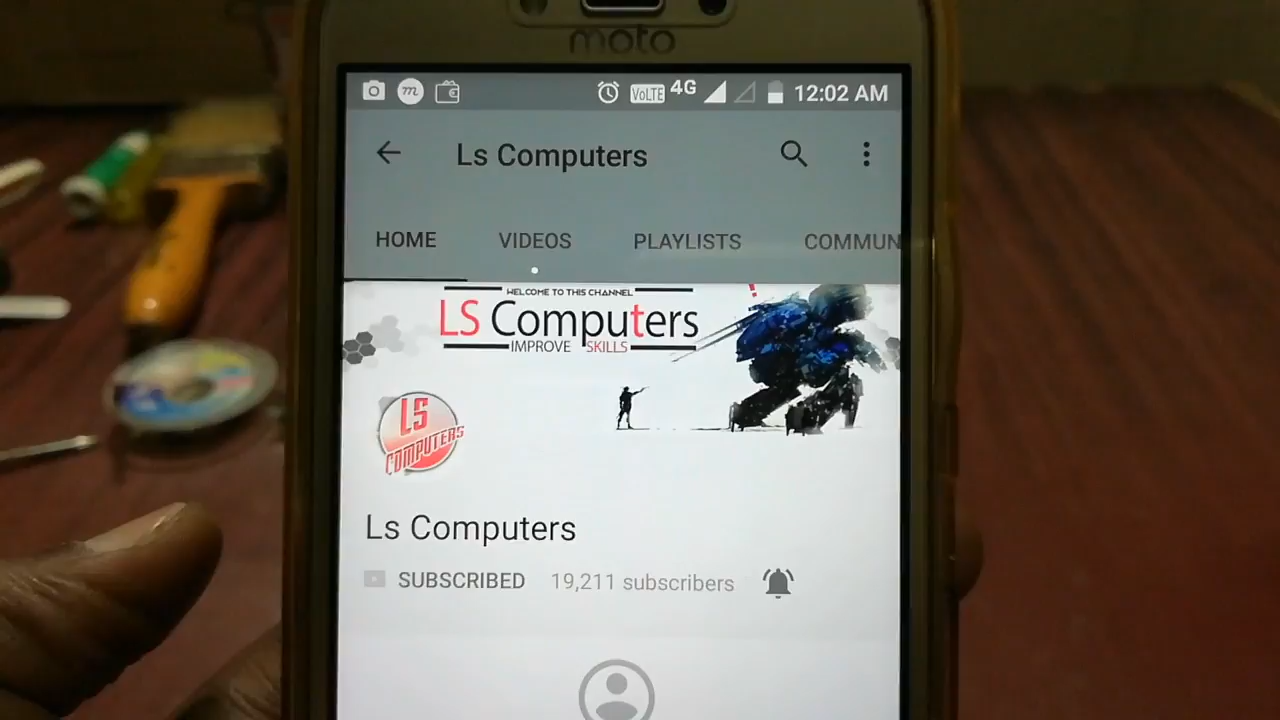 moto
m VoLTE 4G 12:02 AM
Ls Computers
HOME VIDEOS PLAYLISTS COMMUN
WELCOME TO THIS CHANNEL
LS Computers
IMPROVE SKILLS
LS
COMPUTERS
Ls Computers
SUBSCRIBED 19,211 subscribers